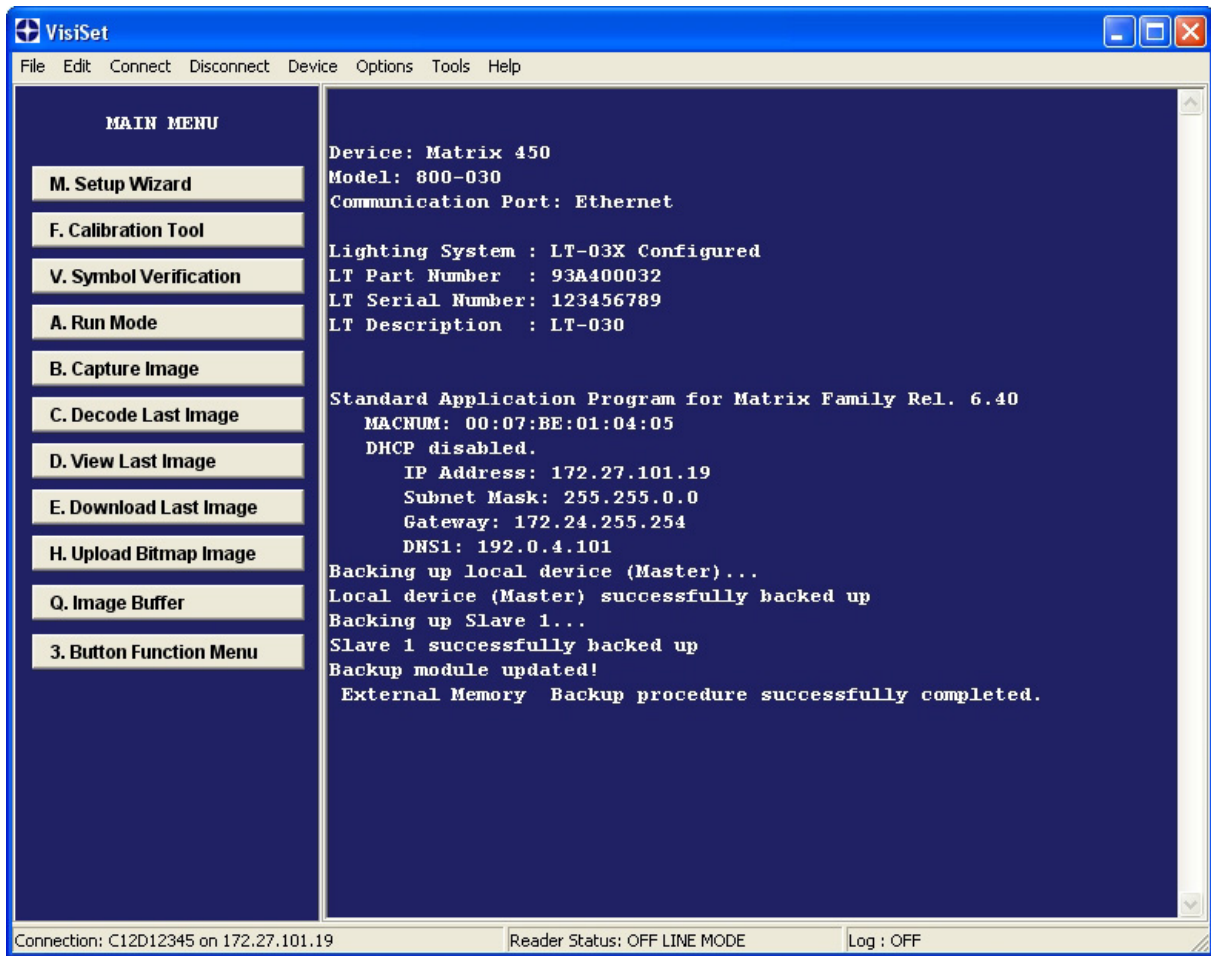 VisiSet
File Edit Connect Disconnect Device Options Tools Help
MAIN MENU
M. Setup Wizard
F. Calibration Tool
V. Symbol Verification
A. Run Mode
B. Capture Image
C. Decode Last Image
D. View Last Image
E. Download Last Image
H. Upload Bitmap Image
Q. Image Buffer
3. Button Function Menu
Device: Matrix 450
Model: 800-030
Communication Port: Ethernet
Lighting System : LT-03X Configured
LT Part Number : 93A400032
LT Serial Number: 123456789
LT Description : LT-030
Standard Application Program for Matrix Family Rel. 6.40
MACNUM: 00:07:BE:01:04:05
DHCP disabled.
IP Address: 172.27.101.19
Subnet Mask: 255.255.0.0
Gateway: 172.24.255.254
DNS1: 192.0.4.101
Backing up local device (Master)...
Local device (Master) successfully backed up
Backing up Slave 1...
Slave 1 successfully backed up
Backup module updated!
External Memory Backup procedure successfully completed.
Connection: C12D12345 on 172.27.101.19 Reader Status: OFF LINE MODE Log : OFF